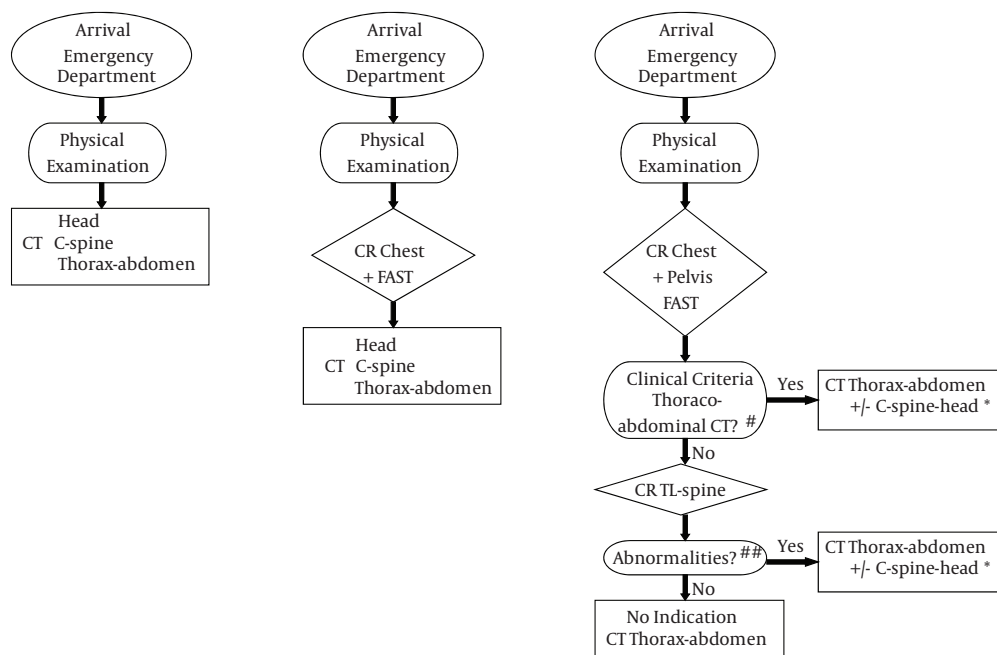 Arrival
Emergency
Department
Physical
Examination
Head
CT C-spine
Thorax-abdomen
Arrival
Emergency
Department
Physical
Examination
CR Chest
+ FAST
Head
CT C-spine
Thorax-abdomen
Arrival
Emergency
Department
Physical
Examination
CR Chest
+ Pelvis
FAST
Clinical Criteria
Thoraco-
abdominal CT? #
Yes
CT Thorax-abdomen
+/- C-spine-head *
No
CR TL-spine
Abnormalities? ##
Yes
CT Thorax-abdomen
+/- C-spine-head *
No
No Indication
CT Thorax-abdomen